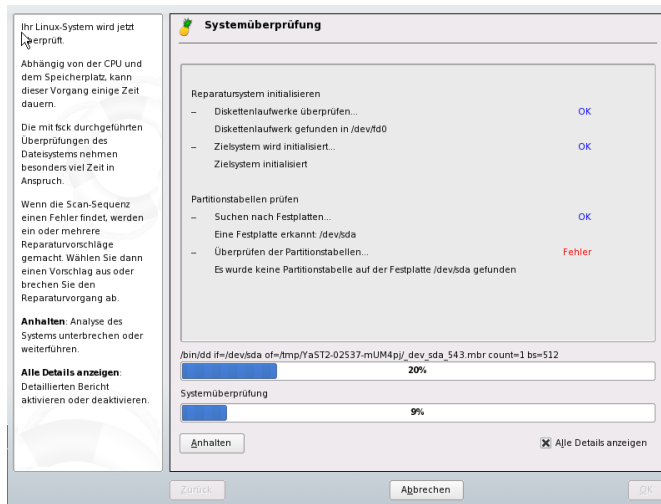 Ihr Linux-System wird jetzt
überprüft.
Abhängig von der CPU und
dem Speicherplatz, kann
dieser Vorgang einige Zeit
dauern.
Die mit fsck durchgeführten
Überprüfungen des
Dateisystems nehmen
besonders viel Zeit in
Anspruch.
Wenn die Scan-Sequenz
einen Fehler findet, werden
ein oder mehrere
Reparaturvorschläge
gemacht. Wählen Sie dann
einen Vorschlag aus oder
brechen Sie den
Reparaturvorgang ab.
Anhalten: Analyse des
Systems unterbrechen oder
weiterführen.
Alle Details anzeigen:
Detaillierten Bericht
aktivieren oder deaktivieren.
Systemüberprüfung
Reparatursystem initialisieren
– Diskettenlaufwerke überprüfen... OK
Diskettenlaufwerk gefunden in /dev/fd0
– Zielsystem wird initialisiert... OK
Zielsystem initialisiert
Partitionstabellen prüfen
– Suchen nach Festplatten... OK
Eine Festplatte erkannt: /dev/sda
– Überprüfen der Partitionstabellen... Fehler
Es wurde keine Partitionstabelle auf der Festplatte /dev/sda gefunden
/bin/dd if=/dev/sda of=/tmp/YaST2-02537-mUM4pj/_dev_sda_543.mbr count=1 bs=512
20%
Systemüberprüfung
9%
Anhalten
Alle Details anzeigen
Zurück
Abbrechen
OK